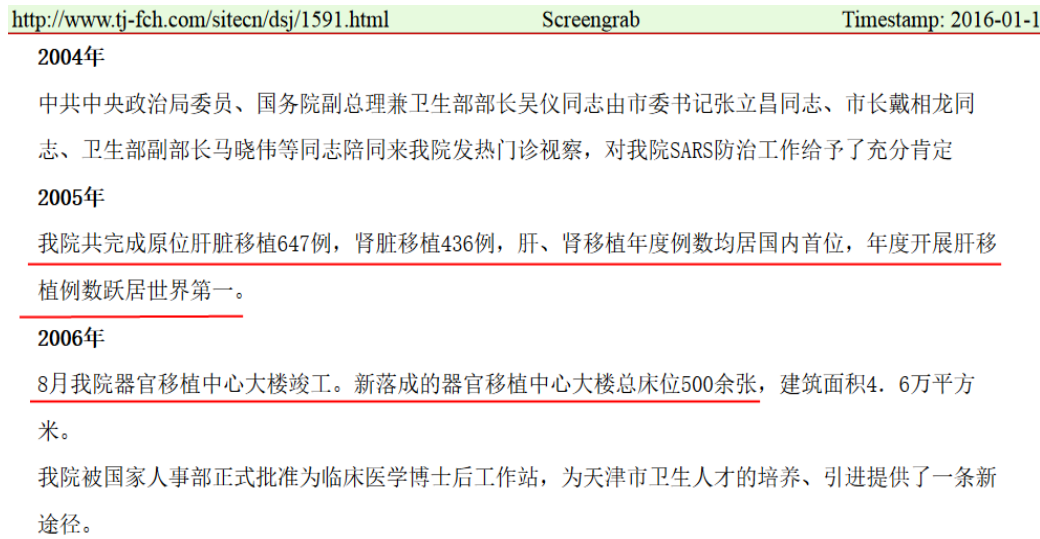 http://www.tj-fch.com/sitecn/dsj/1591.html Screengrab Timestamp: 2016-01-1
2004年
中共中央政治局委员、国务院副总理兼卫生部部长吴仪同志由市委书记张立昌同志、市长戴相龙同
志、卫生部副部长马晓伟等同志陪同来我院发热门诊视察，对我院SARS防治工作给予了充分肯定
2005年
我院共完成原位肝脏移植647例，肾脏移植436例，肝、肾移植年度例数均居国内首位，年度开展肝移
植例数跃居世界第一。
2006年
8月我院器官移植中心大楼竣工。新落成的器官移植中心大楼总床位500余张，建筑面积4．6万平方
米。
我院被国家人事部正式批准为临床医学博士后工作站，为天津市卫生人才的培养、引进提供了一条新
途径。